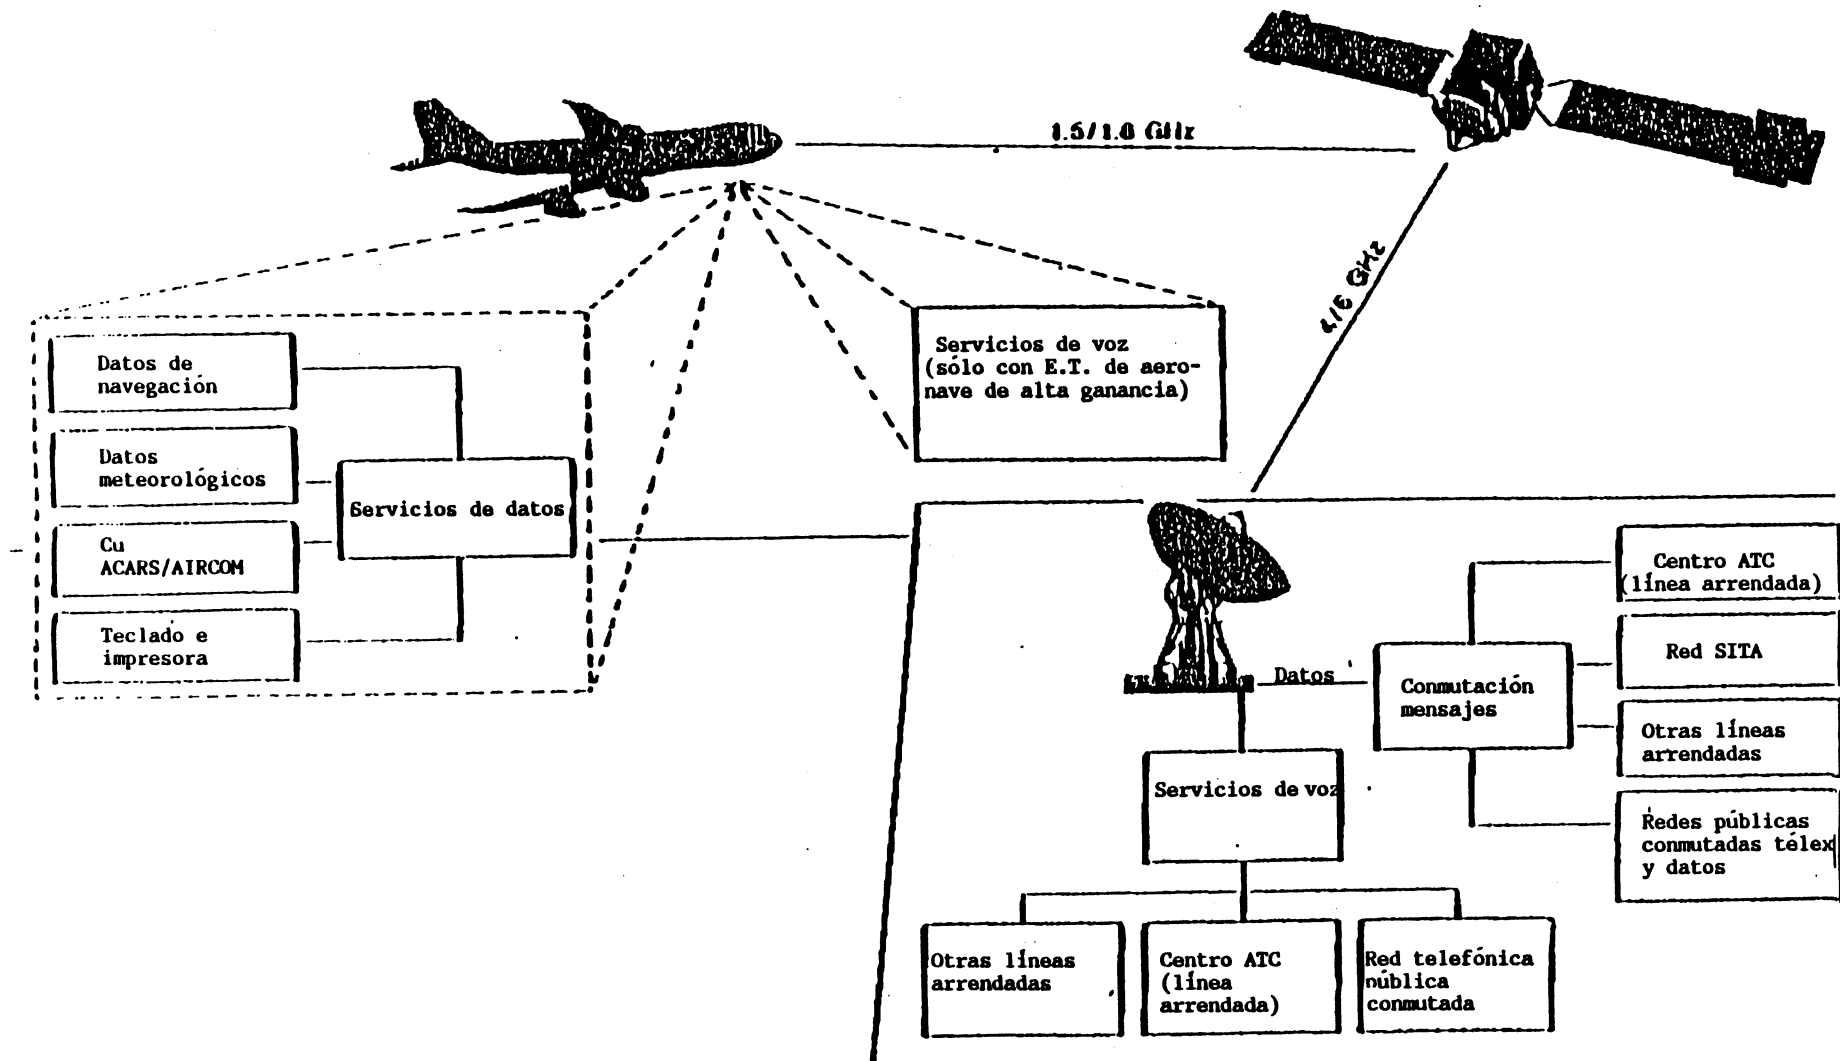 1.5/1.6 GHz
GHz
Datos de
navegación
Datos
meteorológicos
Cu
ACARS/AIRCOM
Teclado e
impresora
Servicios de datos
Servicios de voz
(sólo con E.T. de aero-
nave de alta ganancia)
Datos
Conmutación
mensajes
Centro ATC
(línea arrendada)
Red SITA
Otras líneas
arrendadas
Redes públicas
conmutadas télex
y datos
Servicios de voz
Otras líneas
arrendadas
Centro ATC
(línea
arrendada)
Red telefónica
pública
conmutada